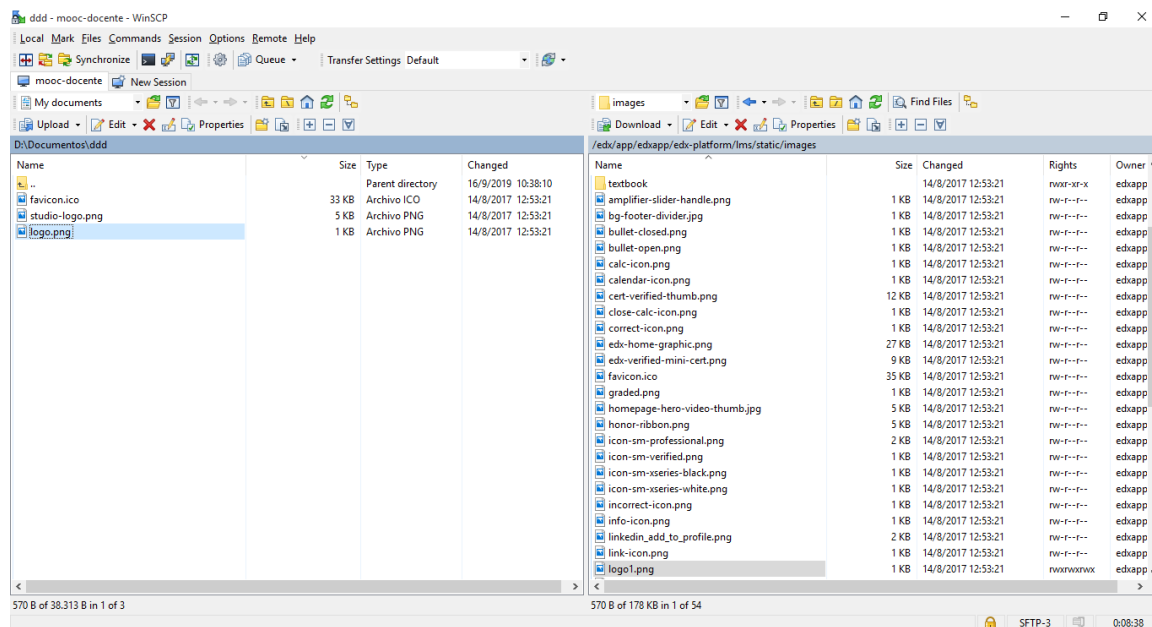 ddd - mooc-docente - WinSCP
Local Mark Files Commands Session Options Remote Help
Synchronize Queue Transfer Settings Default
mooc-docente New Session
My documents
images Find Files
Upload Edit Properties
Download Edit Properties
D:\Documentos\ddd
Name Size Type Changed
.. Parent directory 16/9/2019 10:38:10
favicon.ico 33 KB Archivo ICO 14/8/2017 12:53:21
studio-logo.png 5 KB Archivo PNG 14/8/2017 12:53:21
logo.png 1 KB Archivo PNG 14/8/2017 12:53:21
570 B of 38.313 B in 1 of 3
/edx/app/edxapp/edx-platform/lms/static/images
Name Size Changed Rights Owner
textbook 14/8/2017 12:53:21 rwxr-xr-x edxapp
amplifier-slider-handle.png 1 KB 14/8/2017 12:53:21 rw-r--r-- edxapp
bg-footer-divider.jpg 1 KB 14/8/2017 12:53:21 rw-r--r-- edxapp
bullet-closed.png 1 KB 14/8/2017 12:53:21 rw-r--r-- edxapp
bullet-open.png 1 KB 14/8/2017 12:53:21 rw-r--r-- edxapp
calc-icon.png 1 KB 14/8/2017 12:53:21 rw-r--r-- edxapp
calendar-icon.png 1 KB 14/8/2017 12:53:21 rw-r--r-- edxapp
cert-verified-thumb.png 12 KB 14/8/2017 12:53:21 rw-r--r-- edxapp
close-calc-icon.png 1 KB 14/8/2017 12:53:21 rw-r--r-- edxapp
correct-icon.png 1 KB 14/8/2017 12:53:21 rw-r--r-- edxapp
edx-home-graphic.png 27 KB 14/8/2017 12:53:21 rw-r--r-- edxapp
edx-verified-mini-cert.png 9 KB 14/8/2017 12:53:21 rw-r--r-- edxapp
favicon.ico 35 KB 14/8/2017 12:53:21 rw-r--r-- edxapp
graded.png 1 KB 14/8/2017 12:53:21 rw-r--r-- edxapp
homepage-hero-video-thumb.jpg 5 KB 14/8/2017 12:53:21 rw-r--r-- edxapp
honor-ribbon.png 5 KB 14/8/2017 12:53:21 rw-r--r-- edxapp
icon-sm-professional.png 2 KB 14/8/2017 12:53:21 rw-r--r-- edxapp
icon-sm-verified.png 1 KB 14/8/2017 12:53:21 rw-r--r-- edxapp
icon-sm-xseries-black.png 1 KB 14/8/2017 12:53:21 rw-r--r-- edxapp
icon-sm-xseries-white.png 1 KB 14/8/2017 12:53:21 rw-r--r-- edxapp
incorrect-icon.png 1 KB 14/8/2017 12:53:21 rw-r--r-- edxapp
info-icon.png 1 KB 14/8/2017 12:53:21 rw-r--r-- edxapp
linkedin_add_to_profile.png 2 KB 14/8/2017 12:53:21 rw-r--r-- edxapp
link-icon.png 1 KB 14/8/2017 12:53:21 rw-r--r-- edxapp
logo1.png 1 KB 14/8/2017 12:53:21 rwxrwxrwx edxapp
570 B of 178 KB in 1 of 54
SFTP-3 0:08:38